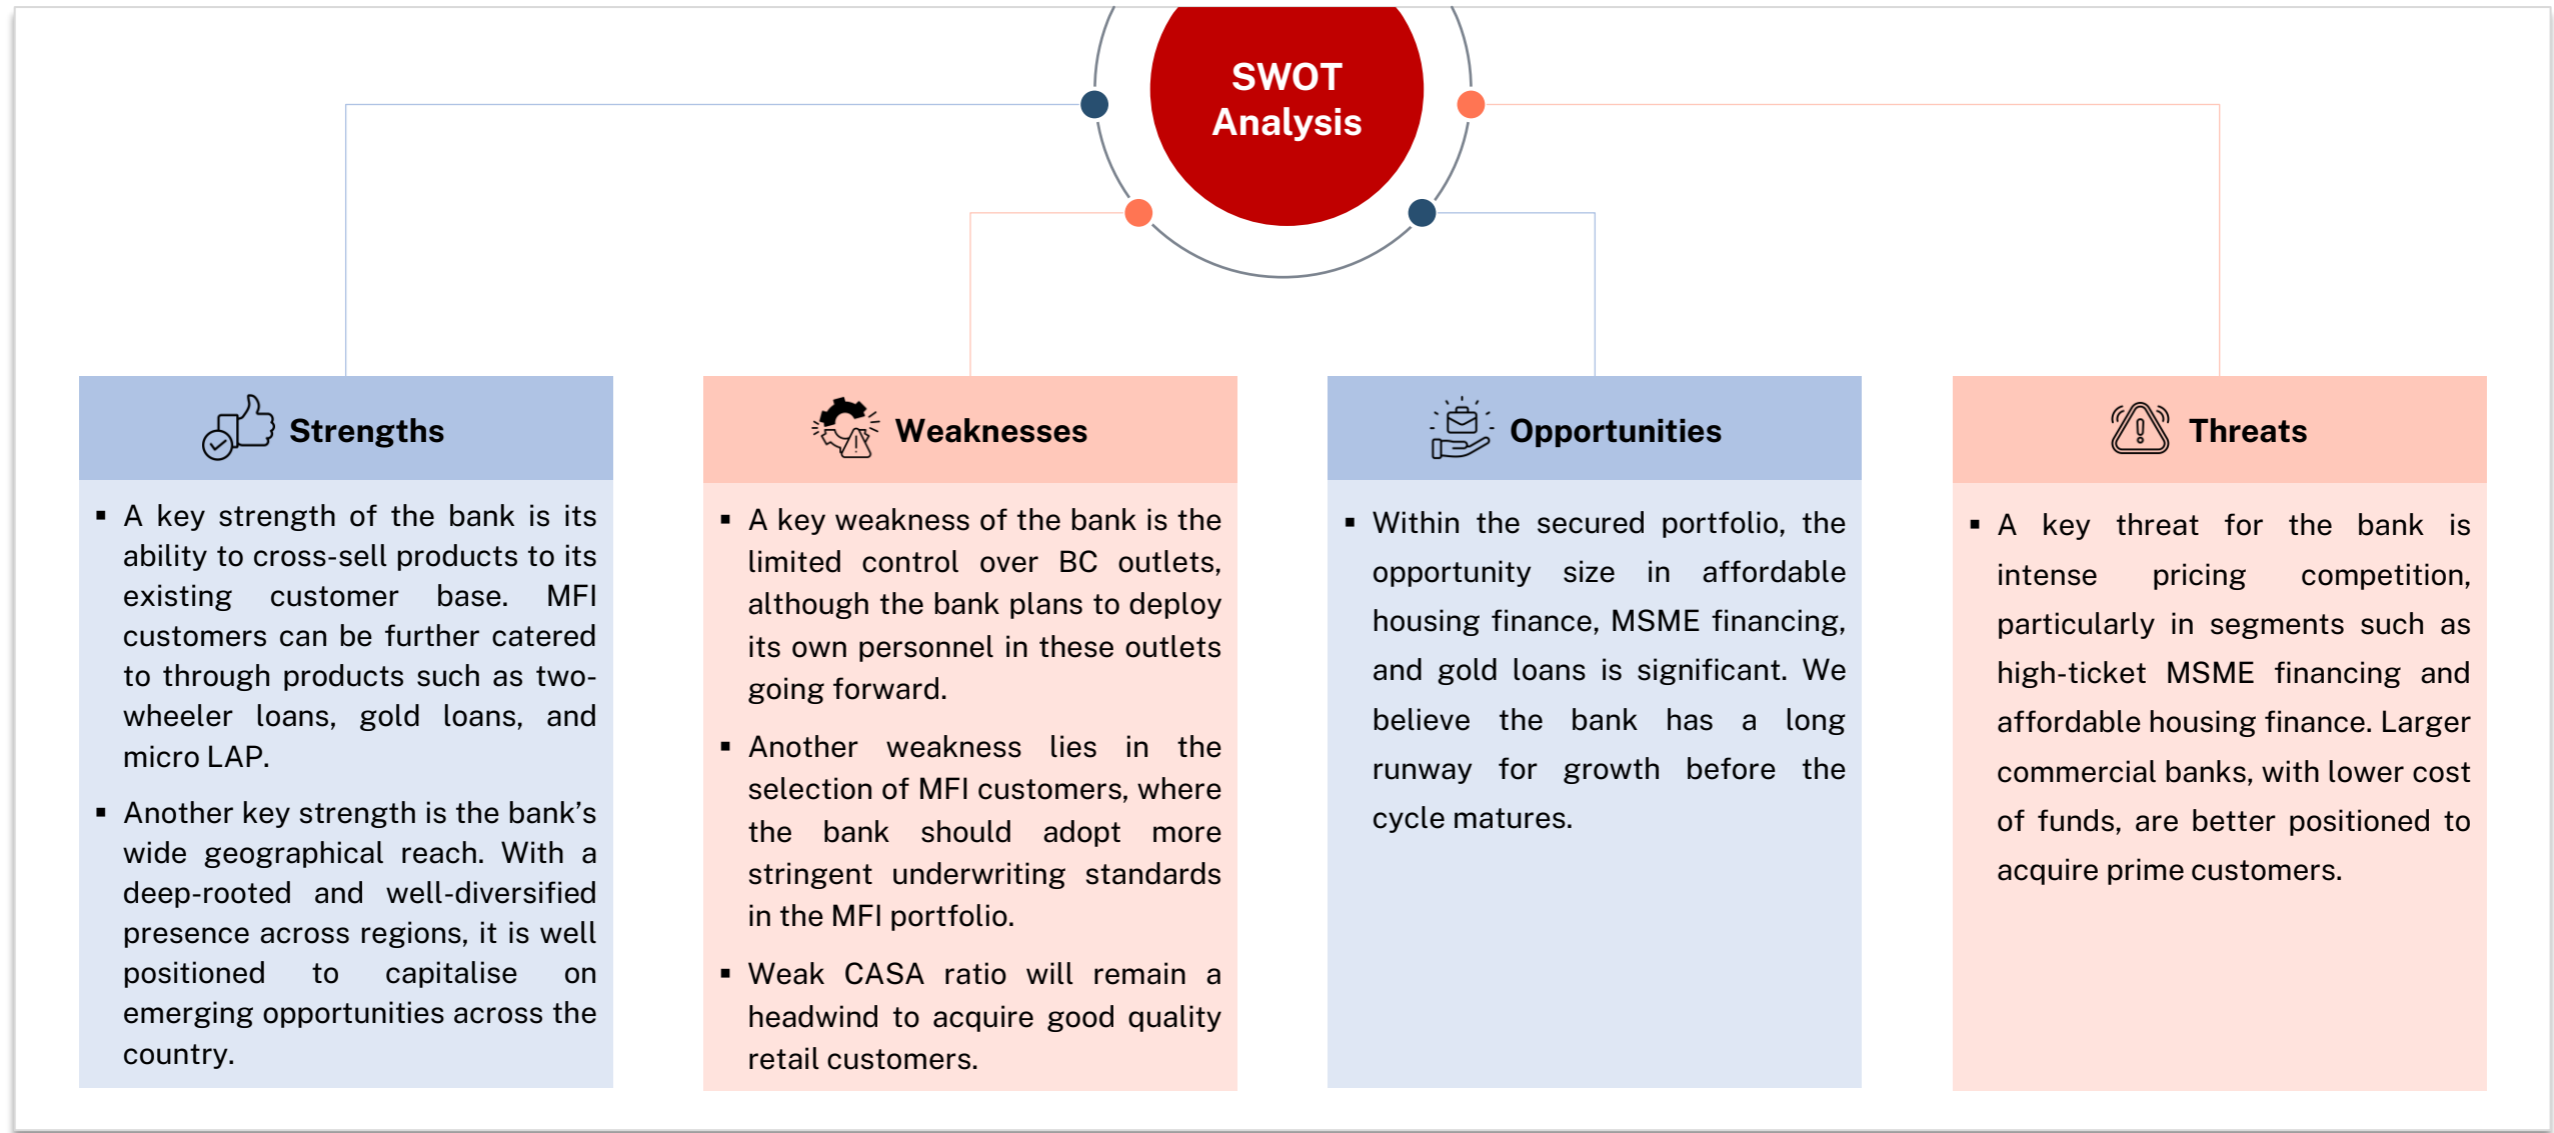 SWOT
Analysis
Strengths
▪ A key strength of the bank is its
ability to cross-sell products to its
existing customer base. MFI
customers can be further catered
to through products such as two-
wheeler loans, gold loans, and
micro LAP.
▪ Another key strength is the bank’s
wide geographical reach. With a
deep-rooted and well-diversified
presence across regions, it is well
positioned to capitalise on
emerging opportunities across the
country.
Weaknesses
▪ A key weakness of the bank is the
limited control over BC outlets,
although the bank plans to deploy
its own personnel in these outlets
going forward.
▪ Another weakness lies in the
selection of MFI customers, where
the bank should adopt more
stringent underwriting standards
in the MFI portfolio.
▪ Weak CASA ratio will remain a
headwind to acquire good quality
retail customers.
Opportunities
▪ Within the secured portfolio, the
opportunity size in affordable
housing finance, MSME financing,
and gold loans is significant. We
believe the bank has a long
runway for growth before the
cycle matures.
Threats
▪ A key threat for the bank is
intense pricing competition,
particularly in segments such as
high-ticket MSME financing and
affordable housing finance. Larger
commercial banks, with lower cost
of funds, are better positioned to
acquire prime customers.